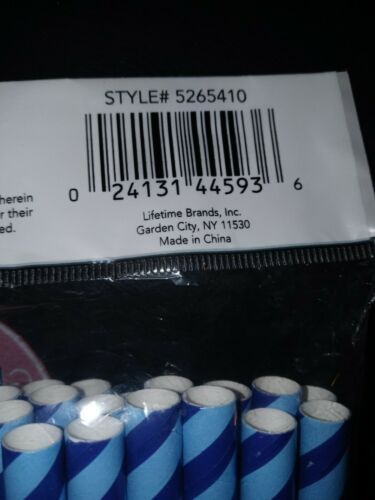 STYLE# 5265410
0 24131 44593 6
herein
r their
ed.
Lifetime Brands, Inc.
Garden City, NY 11530
Made in China